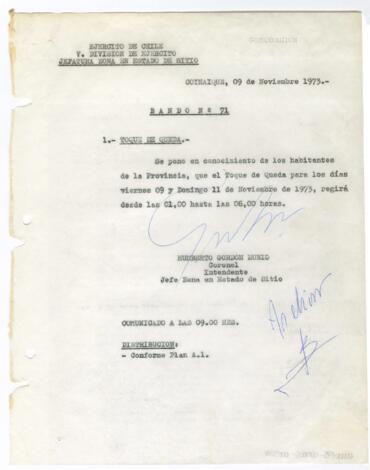 EJERCITO DE CHILE
V. DIVISION DE EJERCITO
JEFATURA ZONA EN ESTADO DE SITIO
COYHAIQUE, 09 de Noviembre 1973.-
B A N D O Nº 71
1.- TOQUE DE QUEDA.
Se pone en conocimiento de los habitantes
de la Provincia, que el Toque de Queda para los días
viernes 09 y Domingo 11 de Noviembre de 1973, regirá
desde las 01,00 hasta las 06,00 horas.
HUMBERTO GORDON RUBIO
Coronel
Intendente
Jefe Zona en Estado de Sitio
Archivo
COMUNICADO A LAS 09.00 HRS.
DISTRIBUCION:
- Conforme Plan A.1.